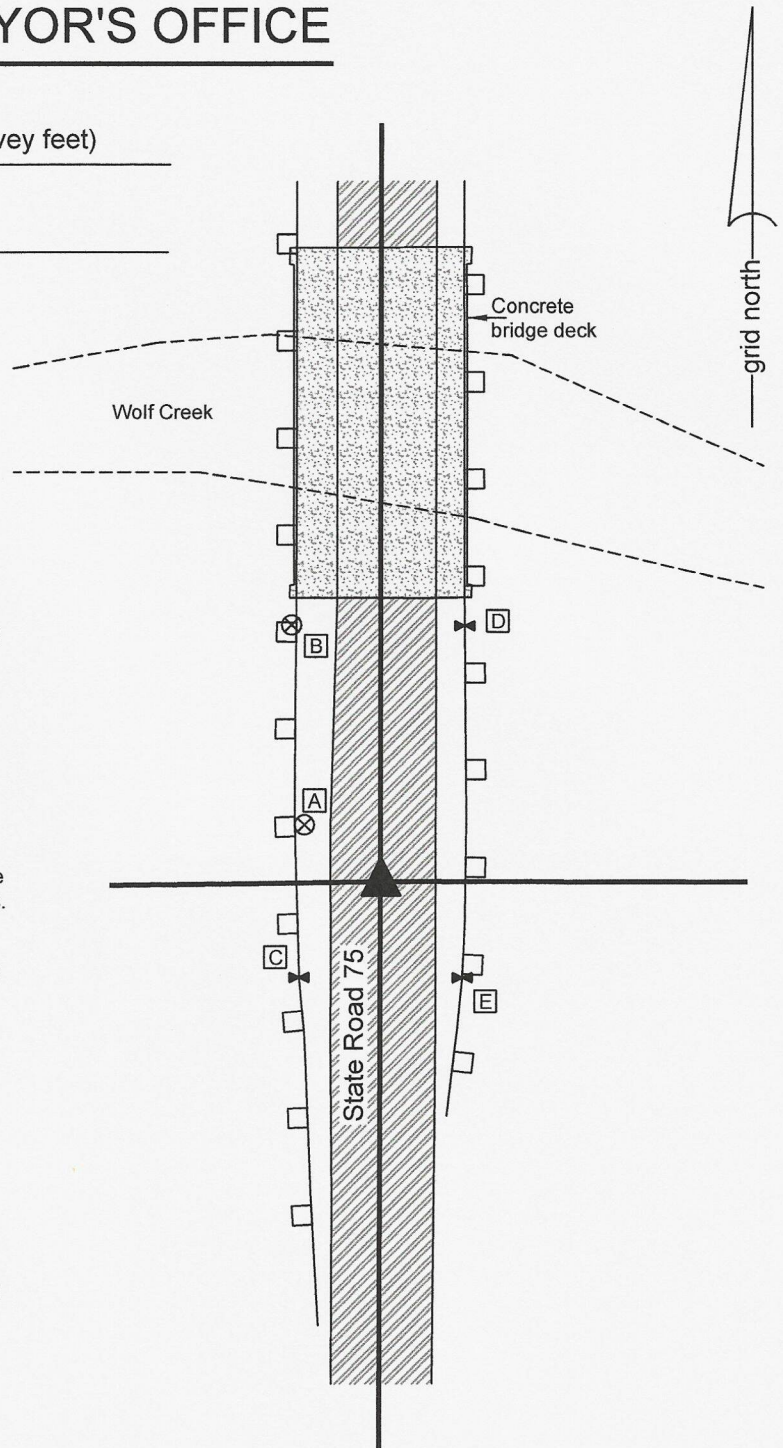 YOR'S OFFICE
vey feet)
grid north
Concrete
bridge deck
Wolf Creek
D
B
A
e
.
C
E
State Road 75